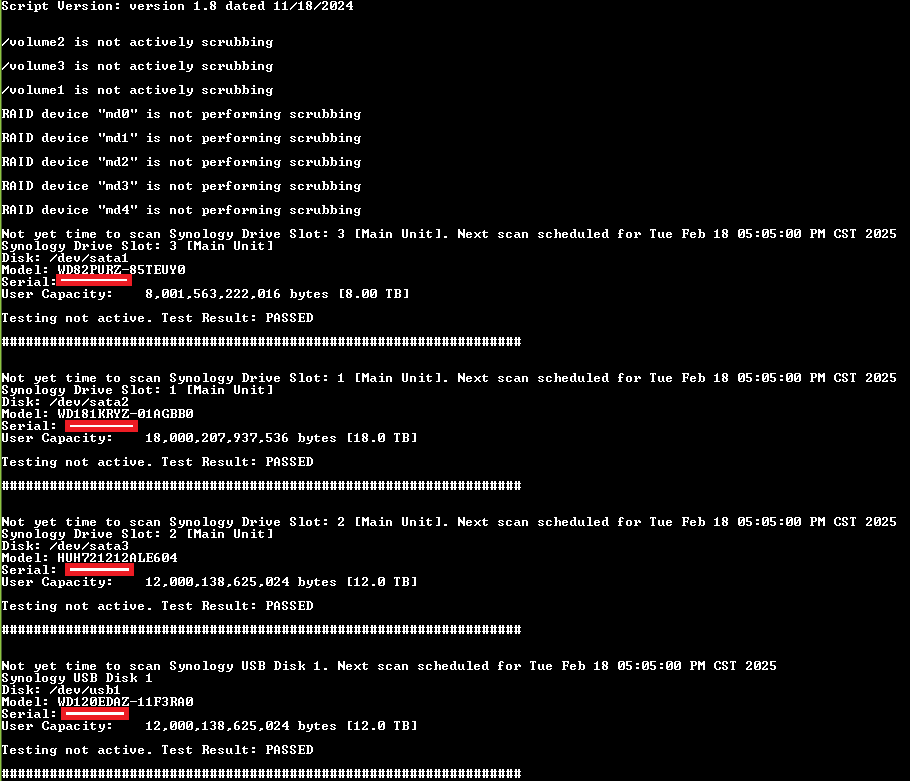 Script Version: version 1.8 dated 11/18/2024
/volume2 is not actively scrubbing
/volume3 is not actively scrubbing
/volume1 is not actively scrubbing
RAID device "md0" is not performing scrubbing
RAID device "md1" is not performing scrubbing
RAID device "md2" is not performing scrubbing
RAID device "md3" is not performing scrubbing
RAID device "md4" is not performing scrubbing
Not yet time to scan Synology Drive Slot: 3 [Main Unit]. Next scan scheduled for Tue Feb 18 05:05:00 PM CST 2025
Synology Drive Slot: 3 [Main Unit]
Disk: /dev/sata1
Model: WD82PURZ-85TEUY0
Serial:
User Capacity:    8,001,563,222,016 bytes [8.00 TB]
Testing not active. Test Result: PASSED
#################################################################
Not yet time to scan Synology Drive Slot: 1 [Main Unit]. Next scan scheduled for Tue Feb 18 05:05:00 PM CST 2025
Synology Drive Slot: 1 [Main Unit]
Disk: /dev/sata2
Model: WD181KRYZ-01AGBB0
Serial:
User Capacity:    18,000,207,937,536 bytes [18.0 TB]
Testing not active. Test Result: PASSED
#################################################################
Not yet time to scan Synology Drive Slot: 2 [Main Unit]. Next scan scheduled for Tue Feb 18 05:05:00 PM CST 2025
Synology Drive Slot: 2 [Main Unit]
Disk: /dev/sata3
Model: HUH721212ALE604
Serial:
User Capacity:    12,000,138,625,024 bytes [12.0 TB]
Testing not active. Test Result: PASSED
#################################################################
Not yet time to scan Synology USB Disk 1. Next scan scheduled for Tue Feb 18 05:05:00 PM CST 2025
Synology USB Disk 1
Disk: /dev/usb1
Model: WD120EDAZ-11F3RA0
Serial:
User Capacity:    12,000,138,625,024 bytes [12.0 TB]
Testing not active. Test Result: PASSED
#################################################################